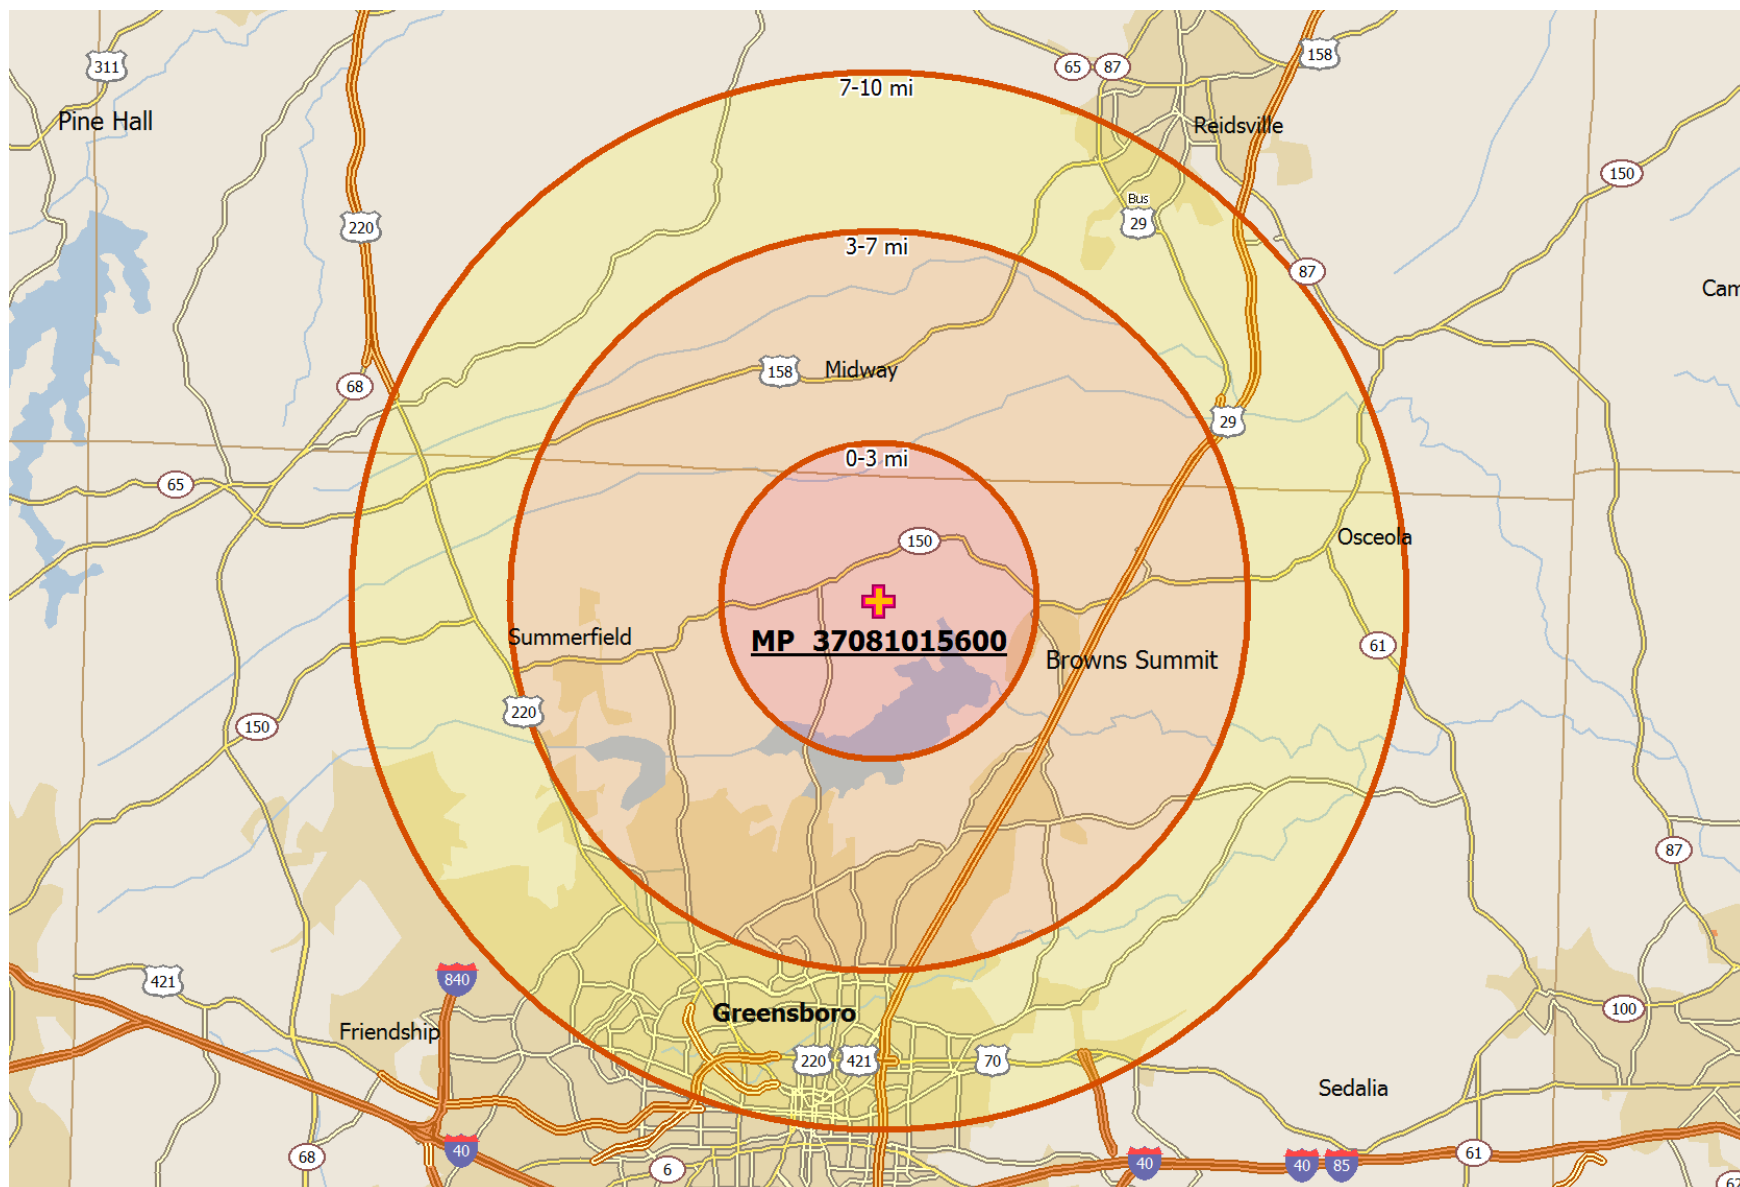 311
65
87
158
7-10 mi
Pine Hall
Reidsville
150
Bus
29
220
3-7 mi
87
Cam
158
Midway
68
29
0-3 mi
65
150
Osceola
Summerfield
MP 37081015600
Browns Summit
61
220
150
87
421
840
100
Greensboro
Friendship
220
421
70
Sedalia
40
68
6
40
40
85
61